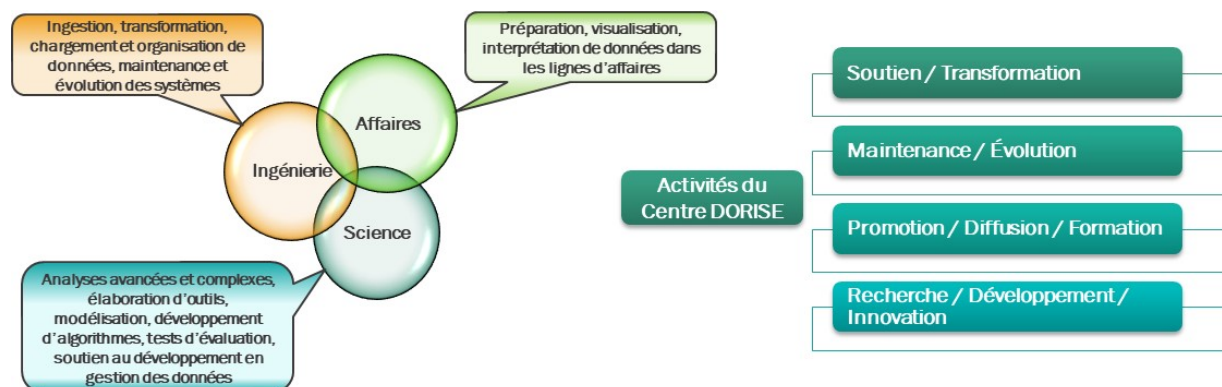 Ingestion, transformation,
chargement et organisation de
données, maintenance et
évolution des systèmes
Préparation, visualisation,
interprétation de données dans
les lignes d'affaires
Affaires
Ingénierie
Science
Analyses avancées et complexes,
élaboration d'outils,
modélisation, développement
d'algorithmes, tests d'évaluation,
soutien au développement en
gestion des données
Activités du
Centre DORISE
Soutien / Transformation
Maintenance / Évolution
Promotion / Diffusion / Formation
Recherche / Développement /
Innovation